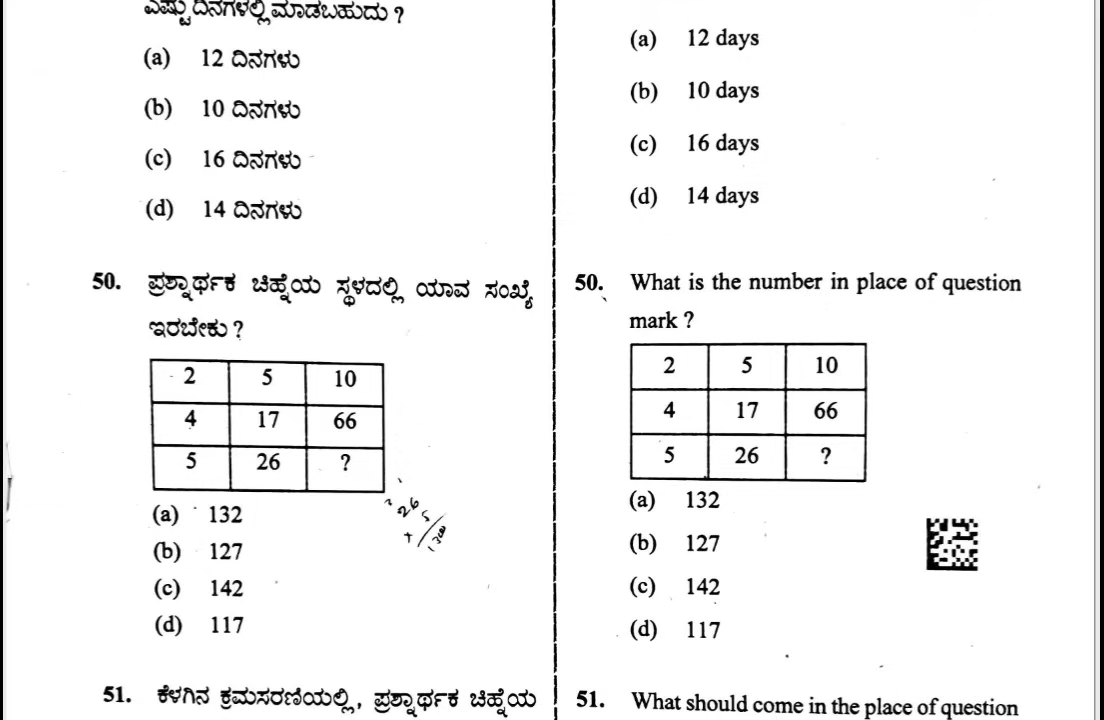 ಎಷ್ಟು ದಿನಗಳಲ್ಲಿ ಮಾಡಬಹುದು ?
(a) 12 ದಿನಗಳು
(b) 10 ದಿನಗಳು
(c) 16 ದಿನಗಳು
(d) 14 ದಿನಗಳು
50. ಪ್ರಶ್ನಾರ್ಥಕ ಚಿಹ್ನೆಯ ಸ್ಥಳದಲ್ಲಿ ಯಾವ ಸಂಖ್ಯೆ
ಇರಬೇಕು ?
2 5 10
4 17 66
5 26 ?
(a) 132
(b) 127
(c) 142
(d) 117
51. ಕೆಳಗಿನ ಕ್ರಮಸರಣಿಯಲ್ಲಿ, ಪ್ರಶ್ನಾರ್ಥಕ ಚಿಹ್ನೆಯ
(a) 12 days
(b) 10 days
(c) 16 days
(d) 14 days
50. What is the number in place of question
mark ?
2 5 10
4 17 66
5 26 ?
(a) 132
(b) 127
(c) 142
(d) 117
51. What should come in the place of question